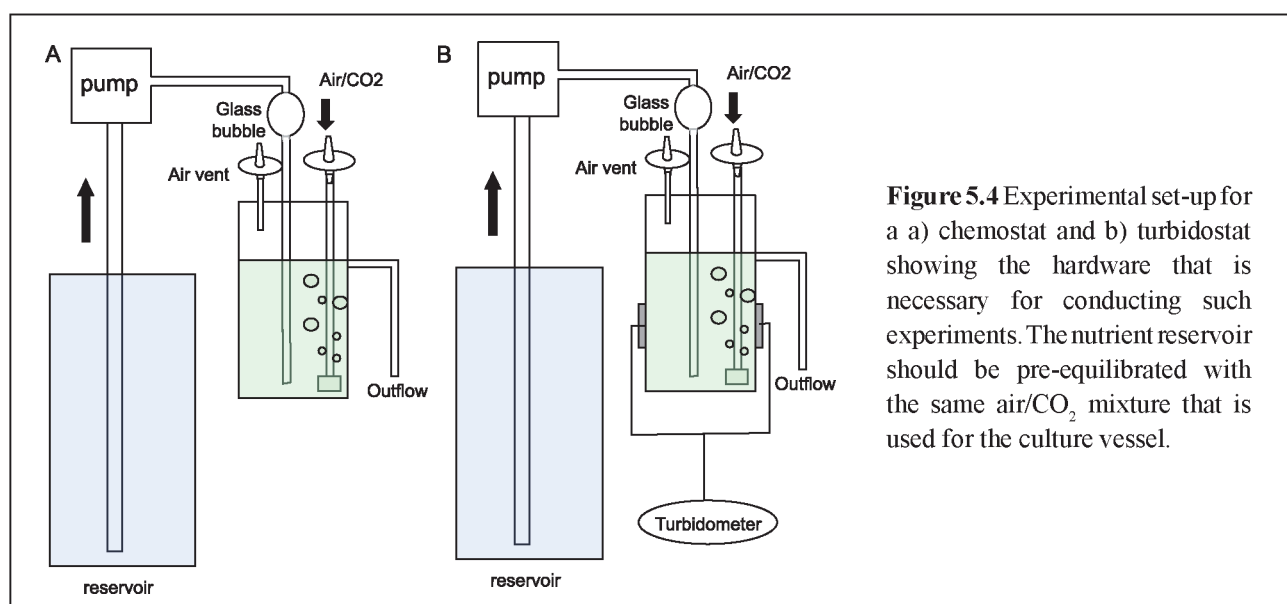 A
pump
Glass
bubble
Air/CO2
Air vent
Outflow
reservoir
B
pump
Glass
bubble
Air/CO2
Air vent
Outflow
Turbidometer
reservoir
Figure 5.4 Experimental set-up for
a a) chemostat and b) turbidostat
showing the hardware that is
necessary for conducting such
experiments. The nutrient reservoir
should be pre-equilibrated with
the same air/CO₂ mixture that is
used for the culture vessel.